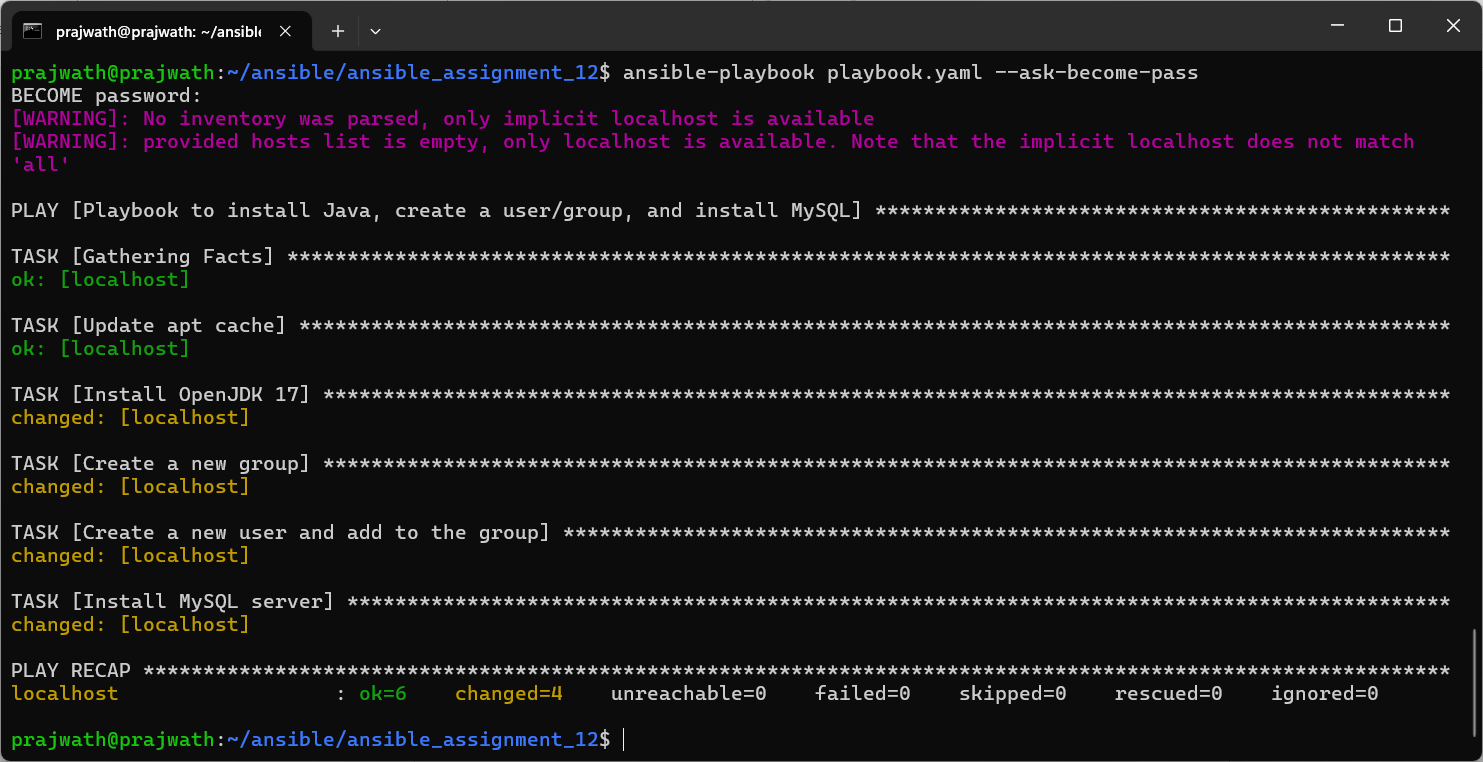 prajwath@prajwath: ~/ansible
prajwath@prajwath:~/ansible/ansible_assignment_12$ ansible-playbook playbook.yaml --ask-become-pass
BECOME password:
[WARNING]: No inventory was parsed, only implicit localhost is available
[WARNING]: provided hosts list is empty, only localhost is available. Note that the implicit localhost does not match
'all'
PLAY [Playbook to install Java, create a user/group, and install MySQL] ************************************************
TASK [Gathering Facts] *************************************************************************************************
ok: [localhost]
TASK [Update apt cache] ************************************************************************************************
ok: [localhost]
TASK [Install OpenJDK 17] **********************************************************************************************
changed: [localhost]
TASK [Create a new group] **********************************************************************************************
changed: [localhost]
TASK [Create a new user and add to the group] **************************************************************************
changed: [localhost]
TASK [Install MySQL server] ********************************************************************************************
changed: [localhost]
PLAY RECAP *************************************************************************************************************
localhost                  : ok=6    changed=4    unreachable=0    failed=0    skipped=0    rescued=0    ignored=0
prajwath@prajwath:~/ansible/ansible_assignment_12$